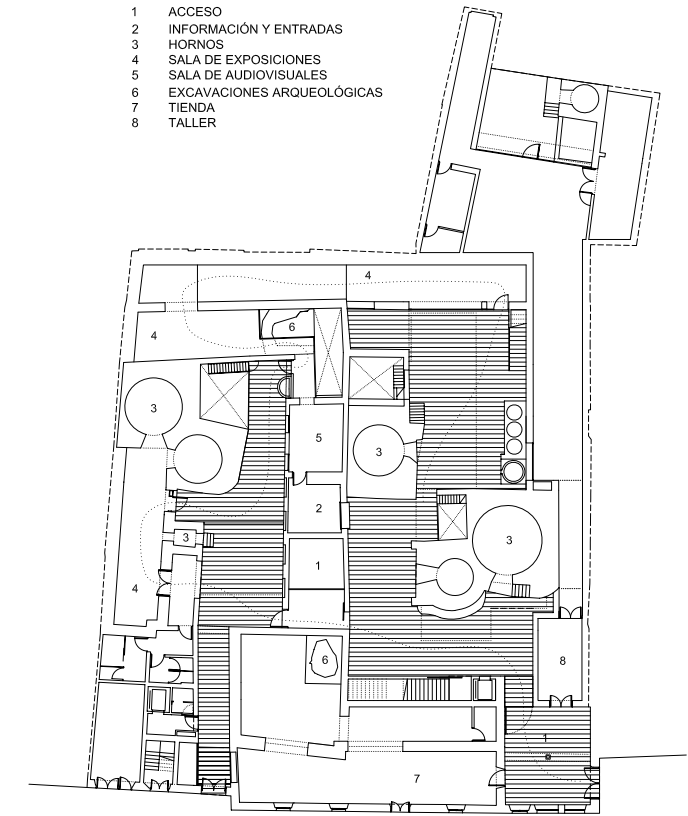 1 ACCESO
2 INFORMACIÓN Y ENTRADAS
3 HORNOS
4 SALA DE EXPOSICIONES
5 SALA DE AUDIOVISUALES
6 EXCAVACIONES ARQUEOLÓGICAS
7 TIENDA
8 TALLER
4
6
4
3
5
3
2
3
3
1
4
6
8
1
7